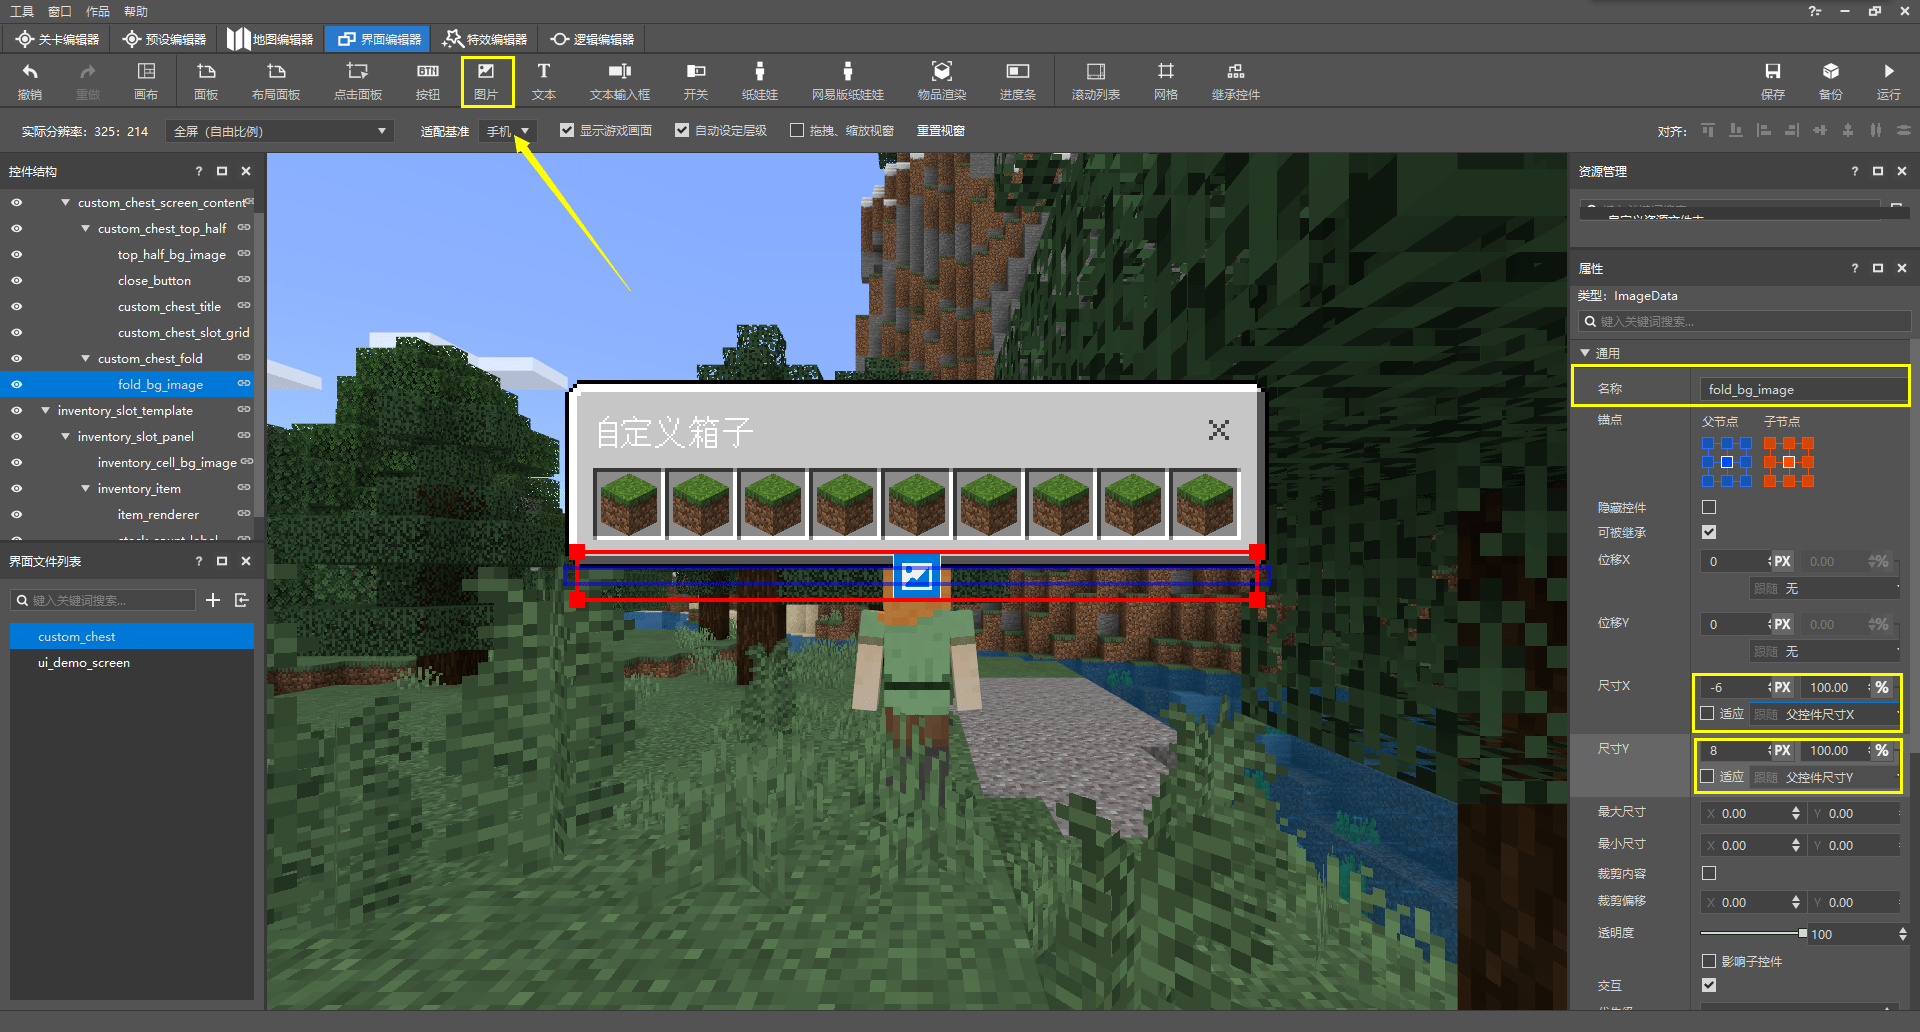 工具 窗口 作品 帮助
关卡编辑器 预设编辑器 地图编辑器 界面编辑器 特效编辑器 逻辑编辑器
撤销 重做 画布 面板 布局面板 点击面板 按钮 图片 文本 文本输入框 开关 纸娃娃 网易版纸娃娃 物品渲染 进度条 滚动列表 网格 继承控件 保存 备份 运行
实际分辨率：325：214 全屏（自由比例） 适配基准 手机 显示游戏画面 自动设定层级 拖拽、缩放视窗 重置视窗 对齐：
控件结构
custom_chest_screen_content
custom_chest_top_half
top_half_bg_image
close_button
custom_chest_title
custom_chest_slot_grid
custom_chest_fold
fold_bg_image
inventory_slot_template
inventory_slot_panel
inventory_cell_bg_image
inventory_item
item_renderer
界面文件列表
键入关键词搜索...
custom_chest
ui_demo_screen
自定义箱子
资源管理
属性
类型：ImageData
键入关键词搜索...
通用
名称 fold_bg_image
锚点 父节点 子节点
隐藏控件
可被继承
位移X 0 PX 0.00 %
跟随 无
位移Y 0 PX 0.00 %
跟随 无
尺寸X -6 PX 100.00 %
适应 跟随 父控件尺寸X
尺寸Y 8 PX 100.00 %
适应 跟随 父控件尺寸Y
最大尺寸 X 0.00 Y 0.00
最小尺寸 X 0.00 Y 0.00
裁剪内容
裁剪偏移 X 0.00 Y 0.00
透明度 100
影响子控件
交互